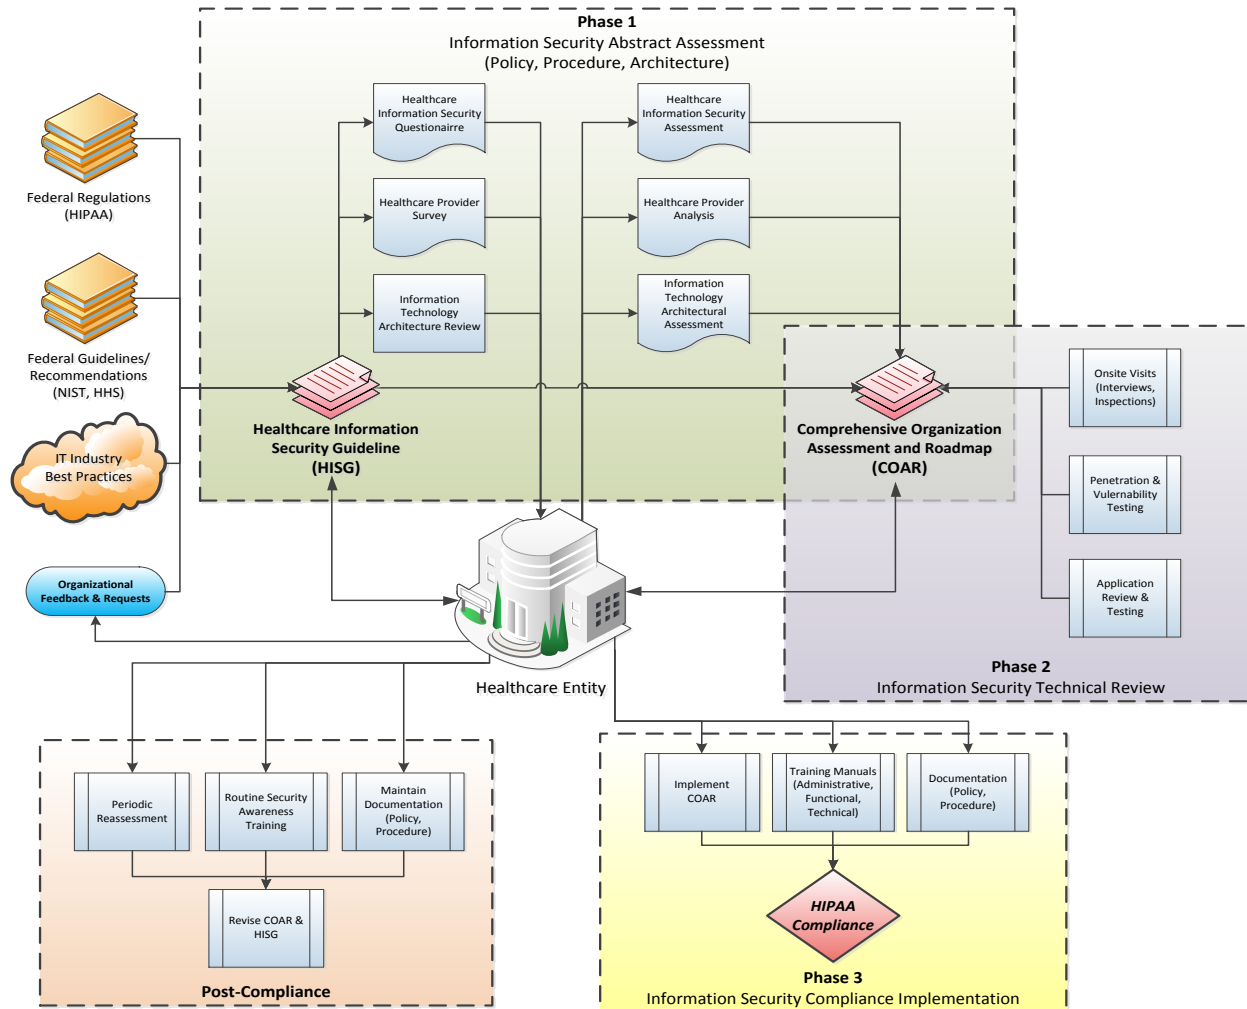 Phase 1
Information Security Abstract Assessment
(Policy, Procedure, Architecture)
Healthcare
Information Security
Questionairre
Healthcare
Information Security
Assessment
Federal Regulations
(HIPAA)
Healthcare Provider
Survey
Healthcare Provider
Analysis
Information
Technology
Architecture Review
Information
Technology
Architectural
Assessment
Federal Guidelines/
Recommendations
(NIST, HHS)
Onsite Visits
(Interviews,
Inspections)
Healthcare Information
Security Guideline
(HISG)
Comprehensive Organization
Assessment and Roadmap
(COAR)
IT Industry
Best Practices
Penetration &
Vulernability
Testing
Organizational
Feedback & Requests
Application
Review &
Testing
Healthcare Entity
Phase 2
Information Security Technical Review
Periodic
Reassessment
Routine Security
Awareness
Training
Maintain
Documentation
(Policy,
Procedure)
Implement
COAR
Training Manuals
(Administrative,
Functional,
Technical)
Documentation
(Policy,
Procedure)
Revise COAR &
HISG
HIPAA
Compliance
Post-Compliance
Phase 3
Information Security Compliance Implementation